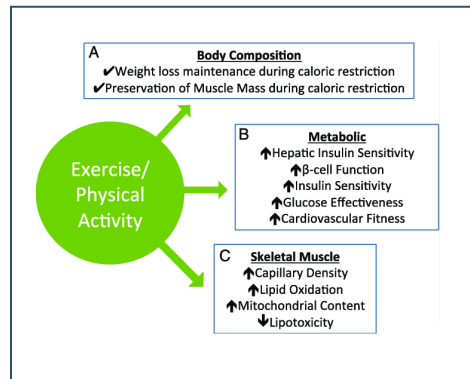 A
Body Composition
✔Weight loss maintenance during caloric restriction
✔Preservation of Muscle Mass during caloric restriction
Exercise/
Physical
Activity
B
Metabolic
↑Hepatic Insulin Sensitivity
↑β-cell Function
↑Insulin Sensitivity
↑Glucose Effectiveness
↑Cardiovascular Fitness
C
Skeletal Muscle
↑Capillary Density
↑Lipid Oxidation
↑Mitochondrial Content
↓Lipotoxicity